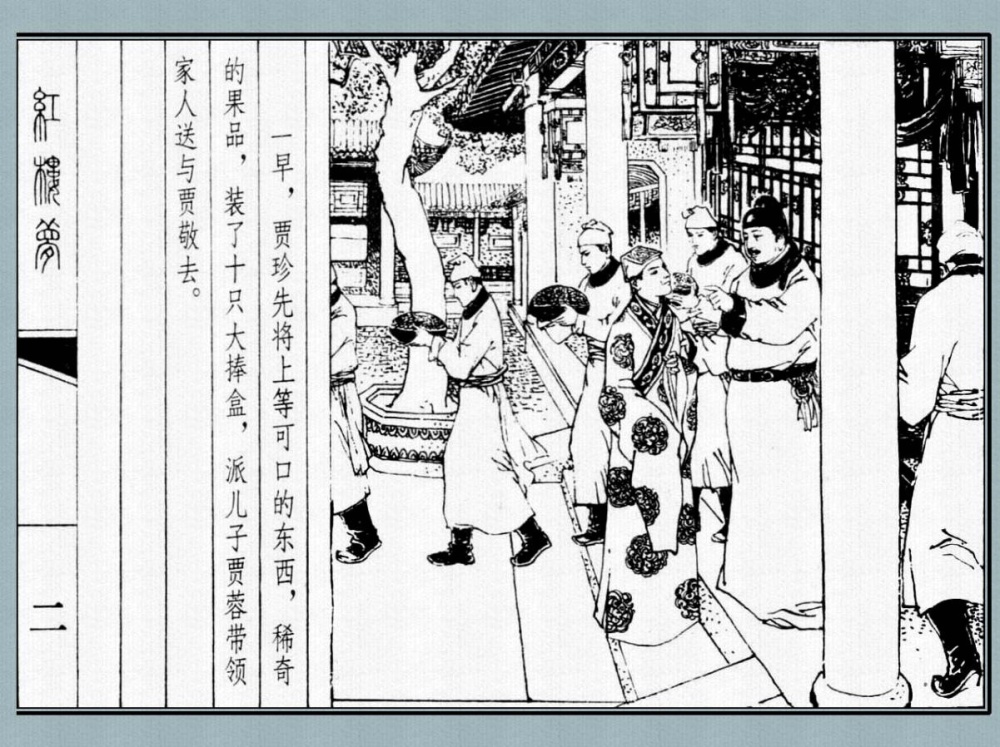 一早，贾珍先将上等可口的东西，稀奇
的果品，装了十只大捧盒，派儿子贾蓉带领
家人送与贾敬去。
紅樓夢
二